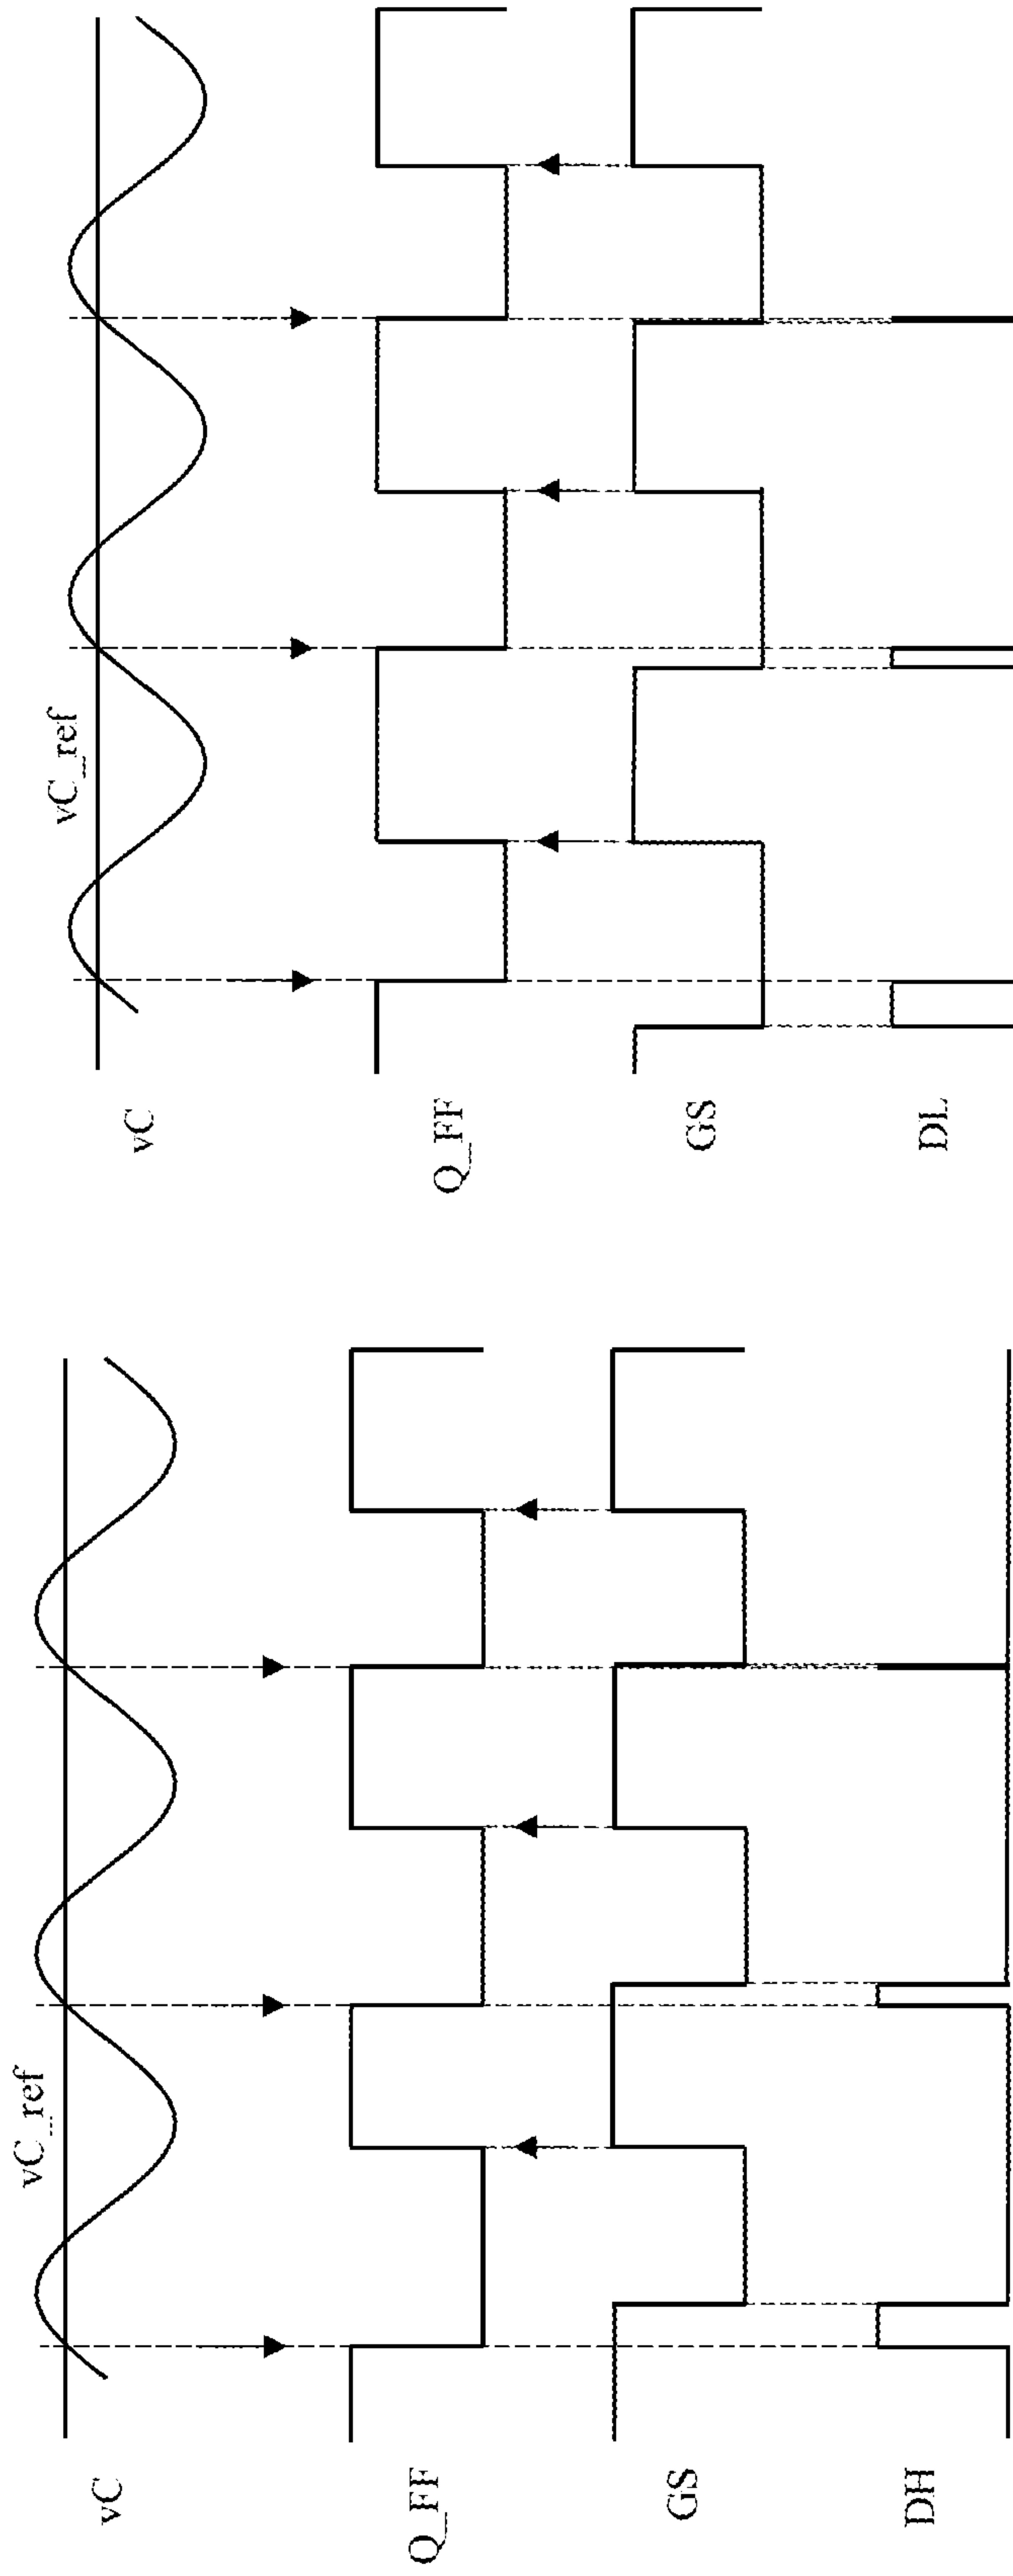 vC_ref
vC
Q_FF
GS
DH
vC_ref
vC
Q_FF
GS
DL